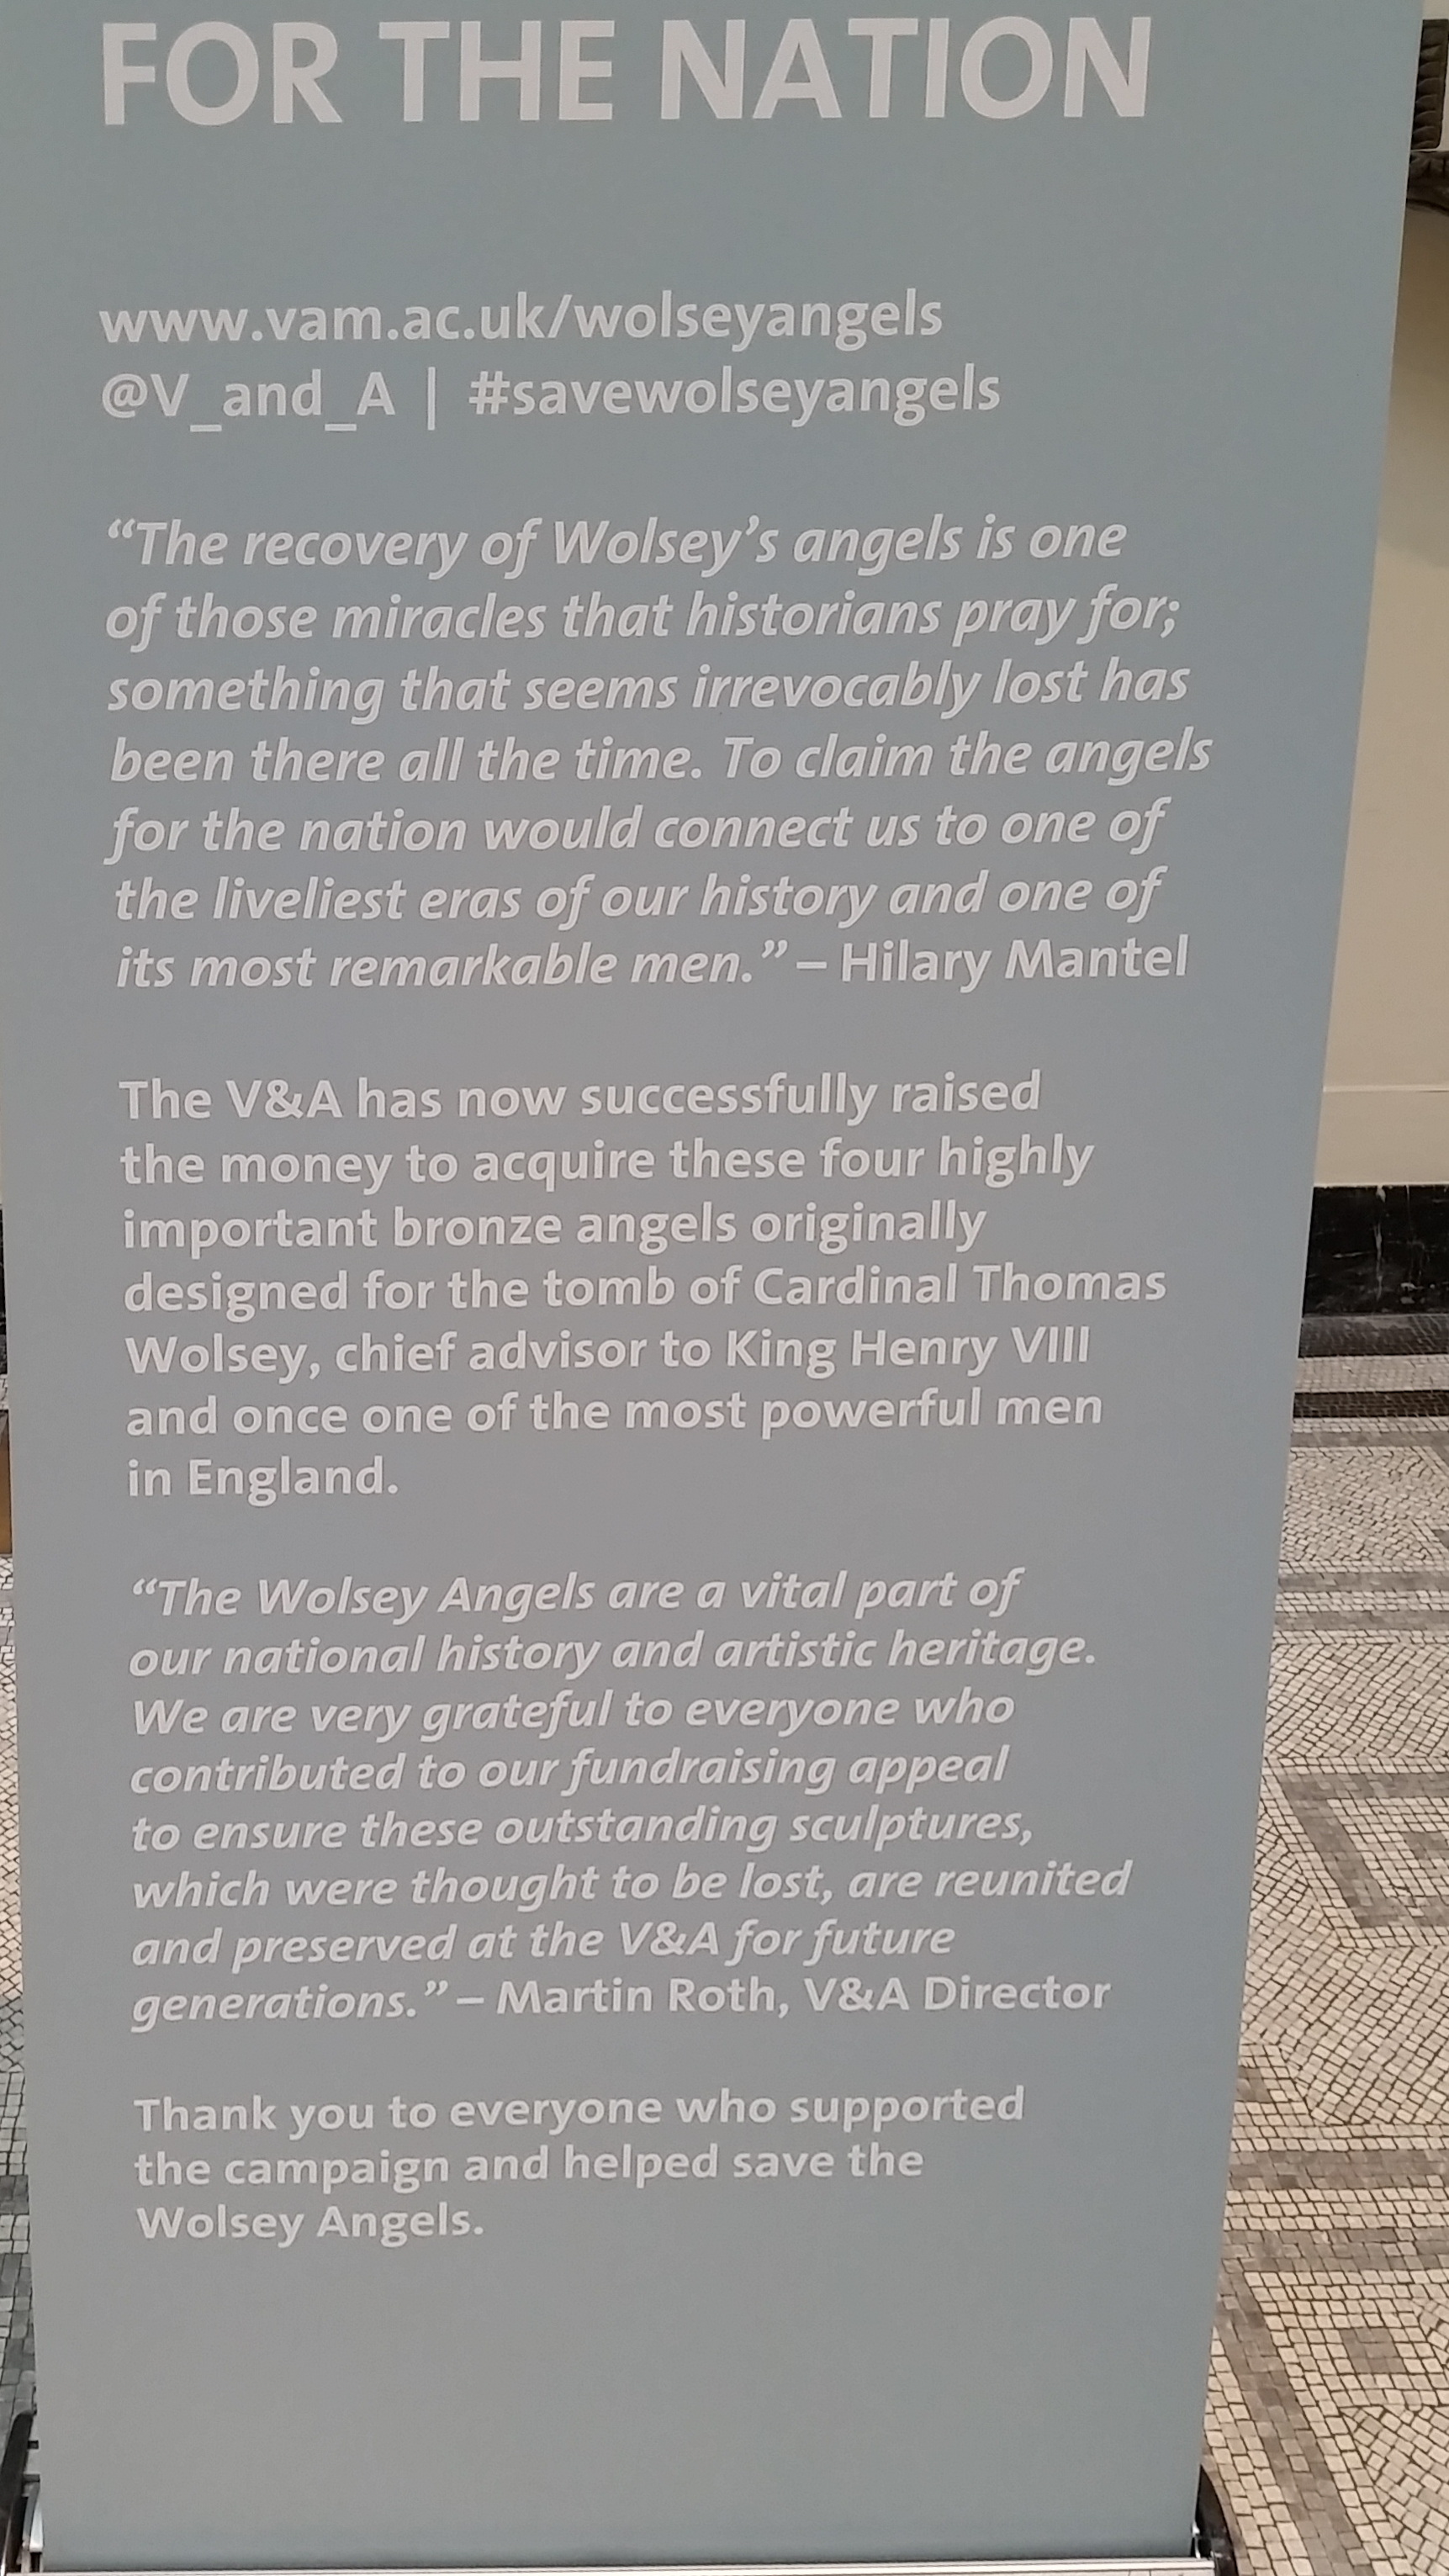 FOR THE NATION
www.vam.ac.uk/wolseyangels
@V_and_A | #savewolseyangels
“The recovery of Wolsey’s angels is one
of those miracles that historians pray for;
something that seems irrevocably lost has
been there all the time. To claim the angels
for the nation would connect us to one of
the liveliest eras of our history and one of
its most remarkable men.” – Hilary Mantel
The V&A has now successfully raised
the money to acquire these four highly
important bronze angels originally
designed for the tomb of Cardinal Thomas
Wolsey, chief advisor to King Henry VIII
and once one of the most powerful men
in England.
“The Wolsey Angels are a vital part of
our national history and artistic heritage.
We are very grateful to everyone who
contributed to our fundraising appeal
to ensure these outstanding sculptures,
which were thought to be lost, are reunited
and preserved at the V&A for future
generations.” – Martin Roth, V&A Director
Thank you to everyone who supported
the campaign and helped save the
Wolsey Angels.